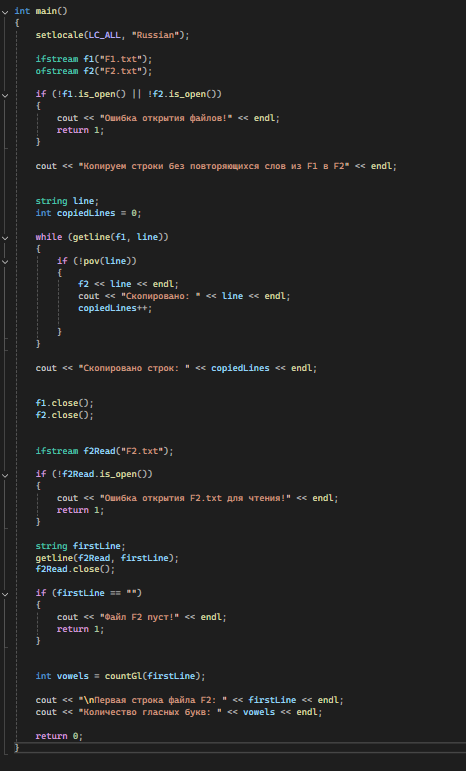 int main()
{
setlocale(LC_ALL, "Russian");
ifstream f1("F1.txt");
ofstream f2("F2.txt");
if (!f1.is_open() || !f2.is_open())
{
cout << "Ошибка открытия файлов!" << endl;
return 1;
}
cout << "Копируем строки без повторяющихся слов из F1 в F2" << endl;
string line;
int copiedLines = 0;
while (getline(f1, line))
{
if (!pov(line))
{
f2 << line << endl;
cout << "Скопировано: " << line << endl;
copiedLines++;
}
}
cout << "Скопировано строк: " << copiedLines << endl;
f1.close();
f2.close();
ifstream f2Read("F2.txt");
if (!f2Read.is_open())
{
cout << "Ошибка открытия F2.txt для чтения!" << endl;
return 1;
}
string firstLine;
getline(f2Read, firstLine);
f2Read.close();
if (firstLine == "")
{
cout << "Файл F2 пуст!" << endl;
return 1;
}
int vowels = countGl(firstLine);
cout << "\nПервая строка файла F2: " << firstLine << endl;
cout << "Количество гласных букв: " << vowels << endl;
return 0;
}